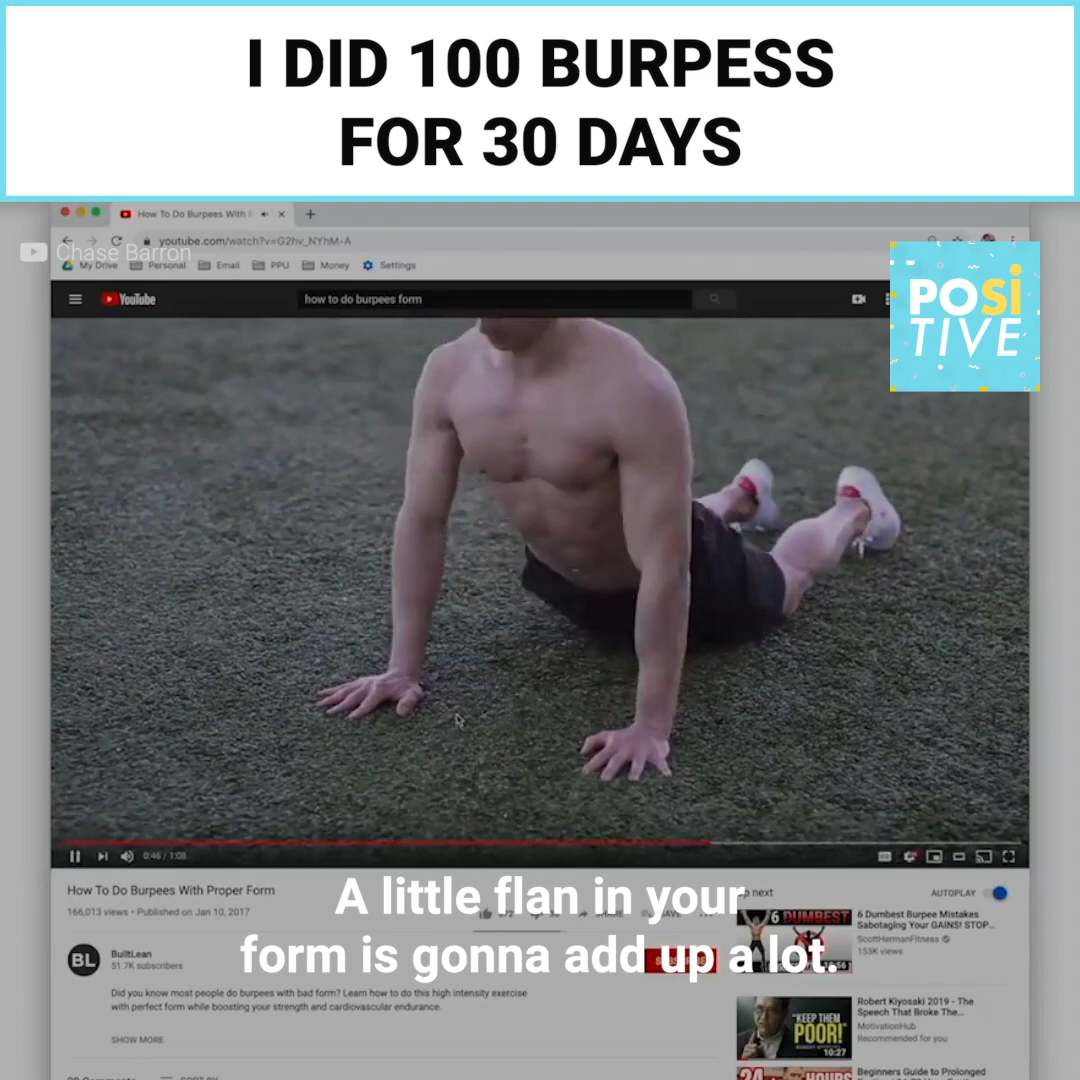 I DID 100 BURPESS
FOR 30 DAYS
How To Do Burpees With
youtube.com/watch?v=G2hv_NYhM-A
Chase Barron
My Drive Personal Email PPU Money Settings
YouTube
how to do burpees form
POSi
TIVE
0:46 / 1:08
How To Do Burpees With Proper Form
166,013 views • Published on Jan 10, 2017
A little flan in your
form is gonna add up a lot.
next
AUTOPLAY
BL
BuiltLean
51.7K subscribers
Did you know most people do burpees with bad form? Learn how to do this high intensity exercise
with perfect form while boosting your strength and cardiovascular endurance.
SHOW MORE
6 DUMBEST
6 Dumbest Burpee Mistakes
Sabotaging Your GAINS! STOP...
ScottHermanFitness
153K views
"KEEP THEM
POOR!"
10:27
Robert Kiyosaki 2019 - The
Speech That Broke The...
MotivationHub
Recommended for you
24 HOURS
Beginners Guide to Prolonged